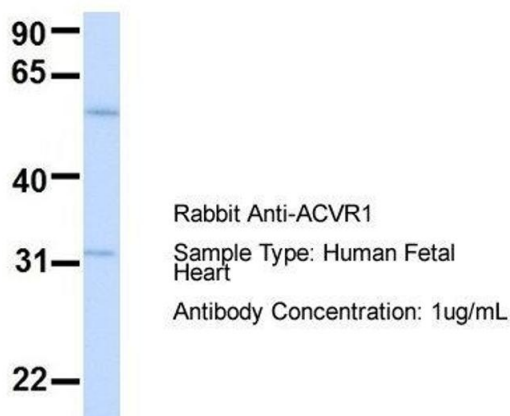 90
65
40
31
22
Rabbit Anti-ACVR1
Sample Type: Human Fetal
Heart
Antibody Concentration: 1ug/mL